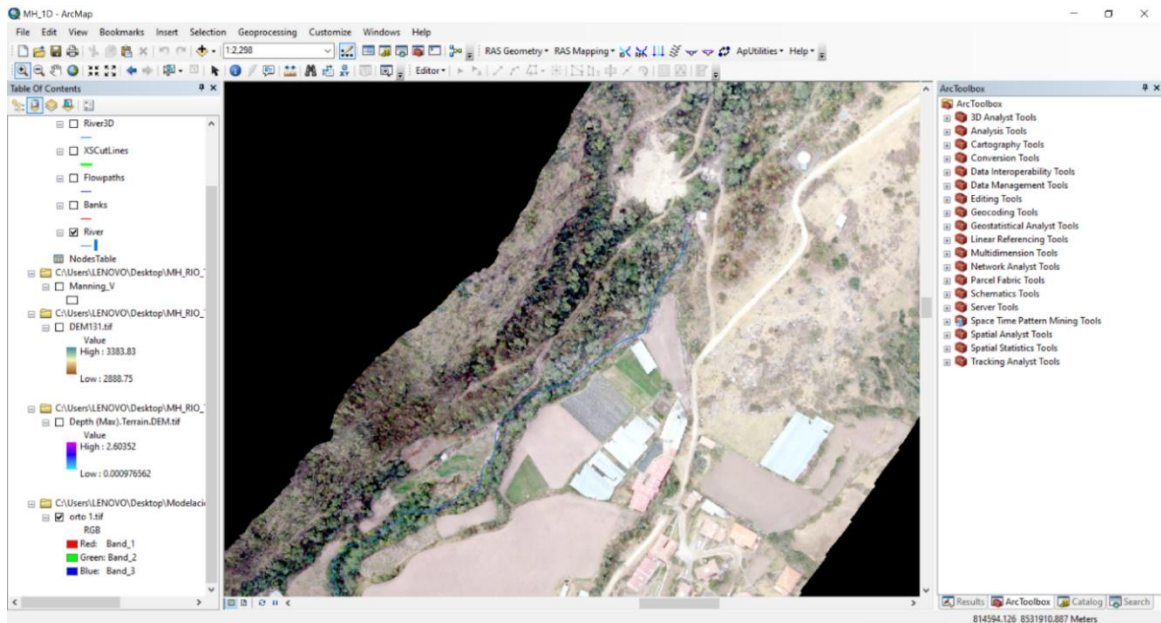 MH_1D - ArcMap
File Edit View Bookmarks Insert Selection Geoprocessing Customize Windows Help
1:2,298 RAS Geometry RAS Mapping ApUtilities Help
Editor
Table Of Contents
River3D
XSCutLines
Flowpaths
Banks
River
NodesTable
C:\Users\LENOVO\Desktop\MH_RIO_
Manning_V
C:\Users\LENOVO\Desktop\MH_RIO_
DEM131.tif
Value
High : 3383.83
Low : 2888.75
C:\Users\LENOVO\Desktop\MH_RIO_
Depth (Max).Terrain.DEM.tif
Value
High : 2.60352
Low : 0.000976562
C:\Users\LENOVO\Desktop\Modelaci
orto 1.tif
RGB
Red: Band_1
Green: Band_2
Blue: Band_3
ArcToolbox
ArcToolbox
3D Analyst Tools
Analysis Tools
Cartography Tools
Conversion Tools
Data Interoperability Tools
Data Management Tools
Editing Tools
Geocoding Tools
Geostatistical Analyst Tools
Linear Referencing Tools
Multidimension Tools
Network Analyst Tools
Parcel Fabric Tools
Schematics Tools
Server Tools
Space Time Pattern Mining Tools
Spatial Analyst Tools
Spatial Statistics Tools
Tracking Analyst Tools
Results ArcToolbox Catalog Search
814594.126 8531910.887 Meters